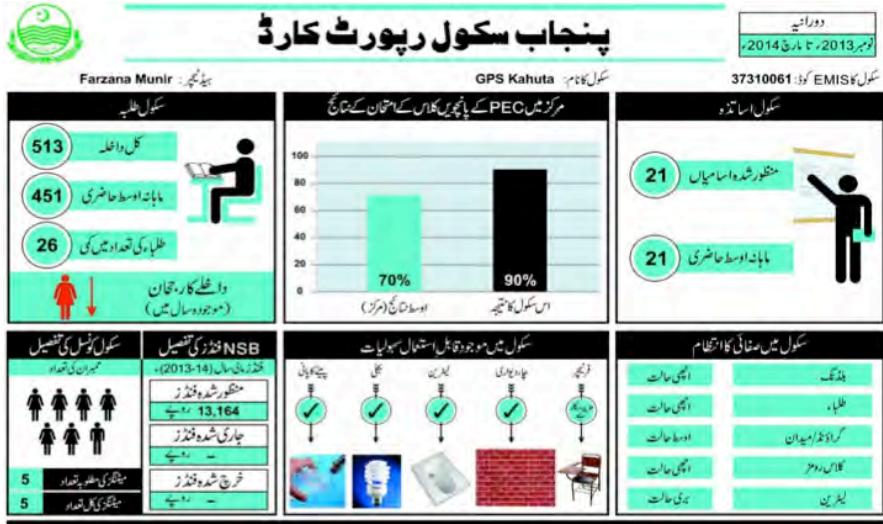 پنجاب سکول رپورٹ کارڈ
دورانیہ
نومبر 2013ء تا مارچ 2014ء
سکول کا EMIS کوڈ: 37310061
سکول کا نام: GPS Kahuta
ہیڈ ٹیچر: Farzana Munir
سکول اساتذہ
منظور شدہ اسامیاں 21
ماہانہ اوسط حاضری 21
مرکز میں PEC کے پانچویں کلاس کے امتحان کے نتائج
100
80
60
40
20
0
70%
90%
اوسط نتائج (مرکز)
اس سکول کا نتیجہ
سکول طلبہ
کل داخلہ 513
ماہانہ اوسط حاضری 451
طلباء کی تعداد میں کمی 26
داخلے کا رجحان
(موجودہ سال میں)
سکول میں صفائی کا انتظام
بلڈنگ اچھی حالت
طلباء اچھی حالت
گراؤنڈ/میدان اوسط حالت
کلاس رومز اچھی حالت
لیٹرین بری حالت
سکول میں موجود قابل استعمال سہولیات
فرنیچر
چاردیواری
لیٹرین
بجلی
پینے کا پانی
NSB فنڈز کی تفصیل
فنڈز مالی سال (2013-14)
منظور شدہ فنڈز
13,164 روپے
جاری شدہ فنڈز
– روپے
خرچ شدہ فنڈز
– روپے
سکول کونسل کی تفصیل
ممبران کی تعداد
میٹنگز کی مطلوبہ تعداد 5
میٹنگز کی کل تعداد 5